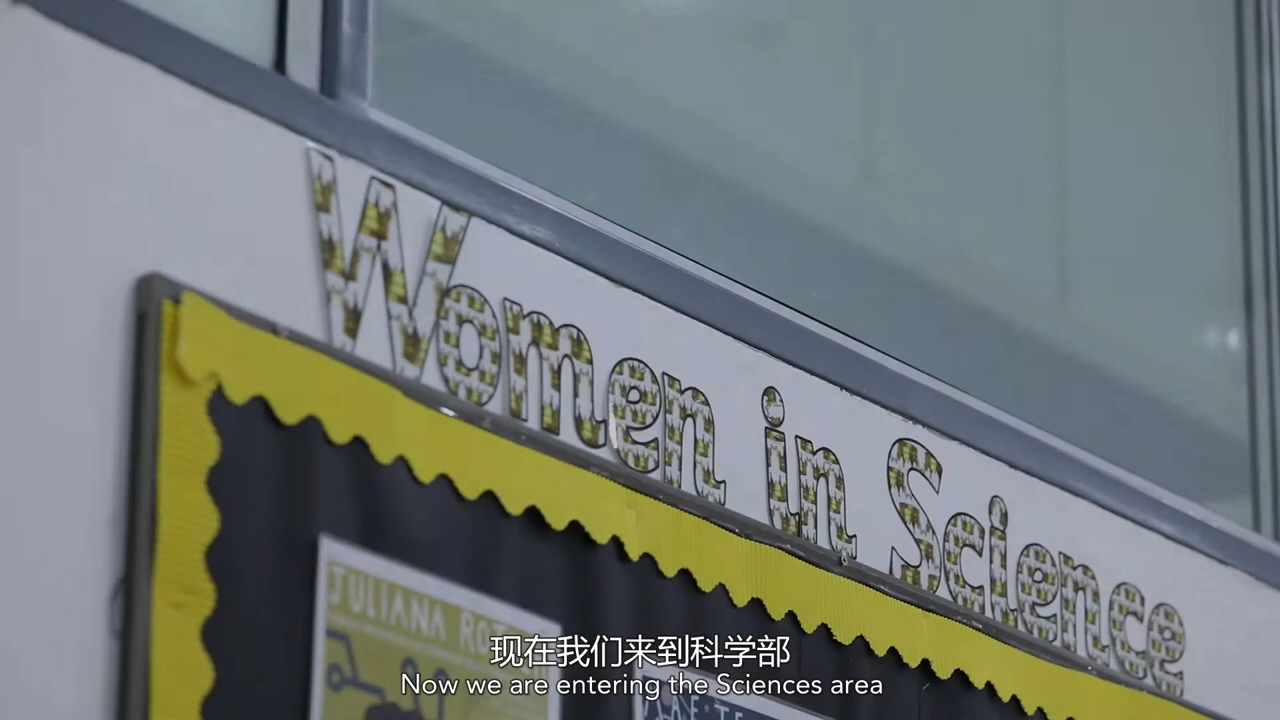 Women in Science
JULIANA
现在我们来到科学部
Now we are entering the Sciences area